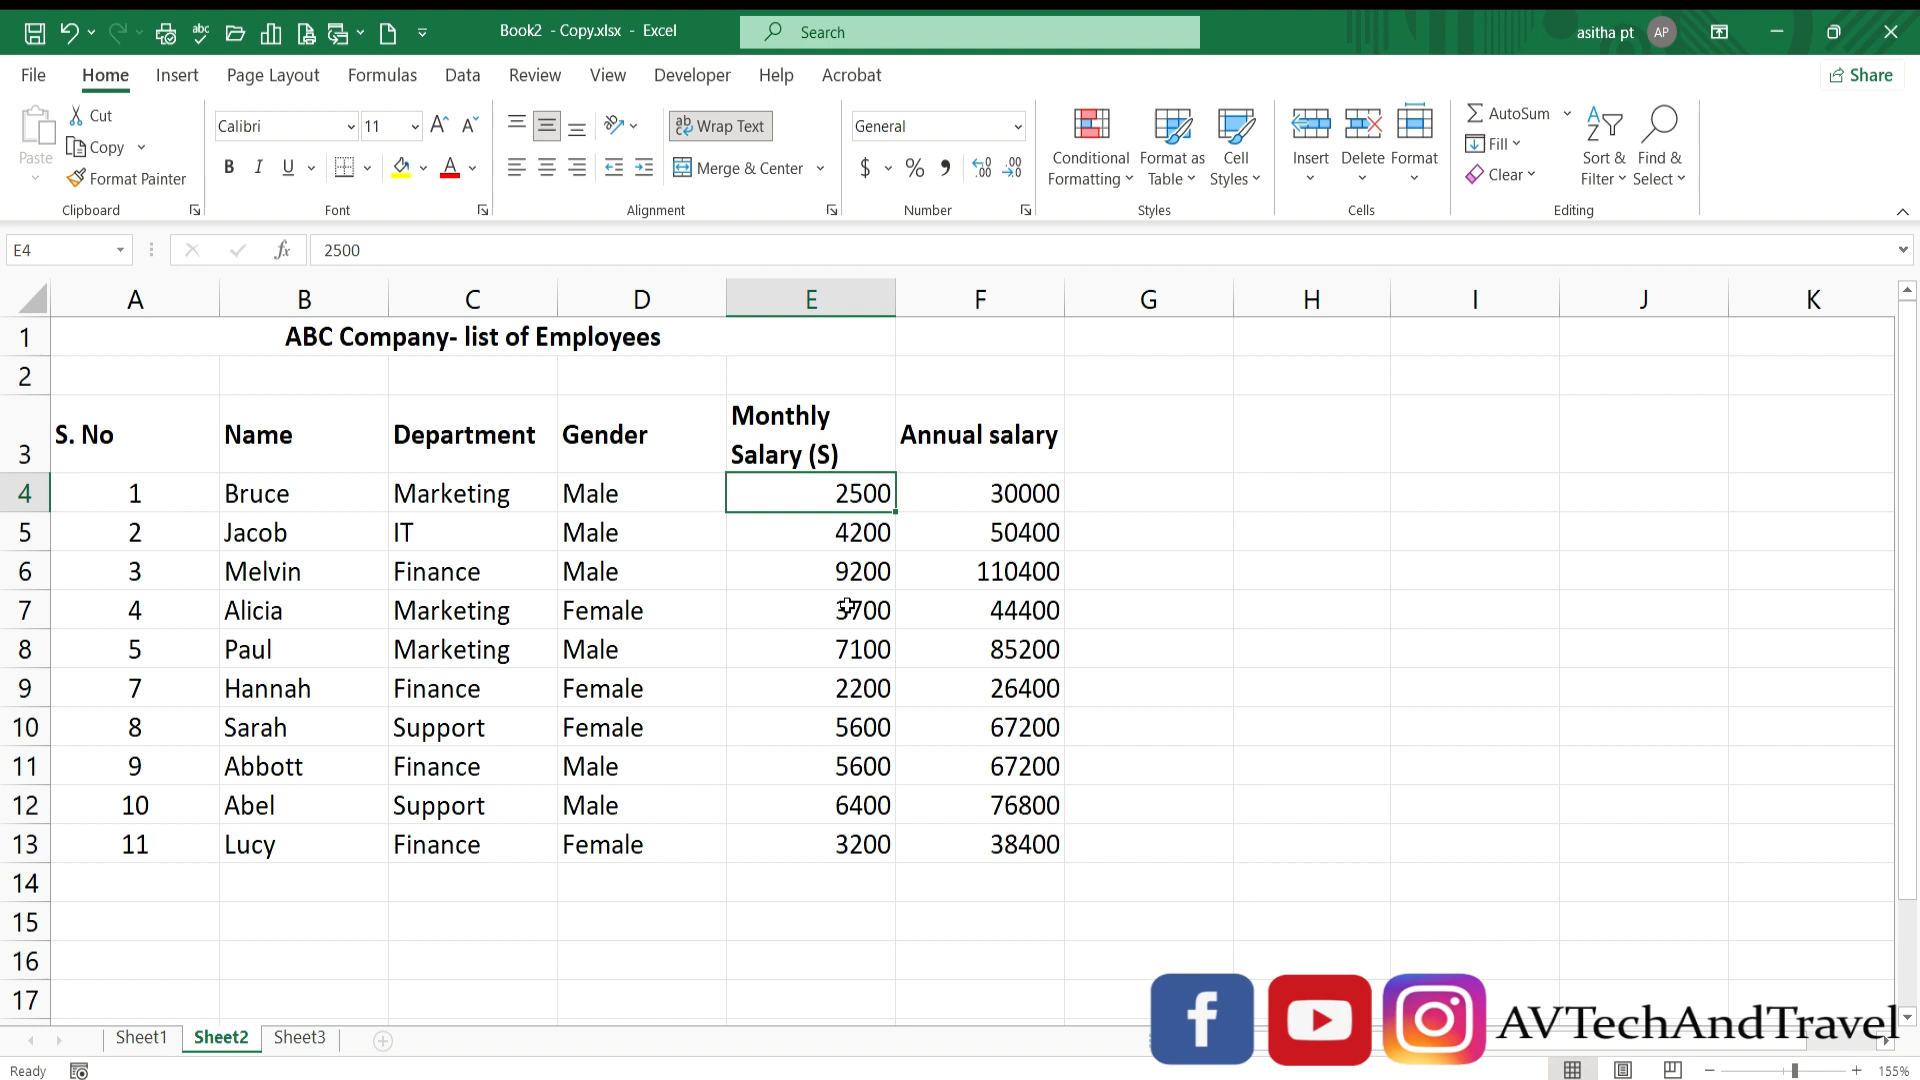 Book2 - Copy.xlsx - Excel
Search
asitha pt
AP
File Home Insert Page Layout Formulas Data Review View Developer Help Acrobat
Share
Paste
Cut
Copy
Format Painter
Clipboard
Calibri 11
B I U
Font
Wrap Text
Merge & Center
Alignment
General
$ % ,
Number
Conditional Formatting
Format as Table
Cell Styles
Styles
Insert Delete Format
Cells
AutoSum
Fill
Clear
Sort & Filter
Find & Select
Editing
E4 fx 2500
A B C D E F G H I J K
1 ABC Company- list of Employees
2
3 S. No Name Department Gender Monthly Salary (S) Annual salary
4 1 Bruce Marketing Male 2500 30000
5 2 Jacob IT Male 4200 50400
6 3 Melvin Finance Male 9200 110400
7 4 Alicia Marketing Female 3700 44400
8 5 Paul Marketing Male 7100 85200
9 7 Hannah Finance Female 2200 26400
10 8 Sarah Support Female 5600 67200
11 9 Abbott Finance Male 5600 67200
12 10 Abel Support Male 6400 76800
13 11 Lucy Finance Female 3200 38400
14
15
16
17
AVTechAndTravel
Sheet1 Sheet2 Sheet3
Ready
155%